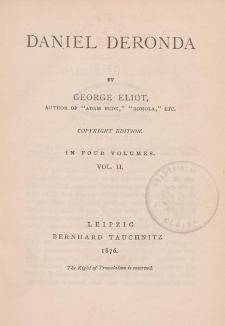 DANIEL DERONDA
BY
GEORGE ELIOT,
AUTHOR OF "ADAM BEDE," "ROMOLA," ETC.
COPYRIGHT EDITION.
IN FOUR VOLUMES.
VOL. II.
LEIPZIG
BERNHARD TAUCHNITZ
1876.
The Right of Translation is reserved.